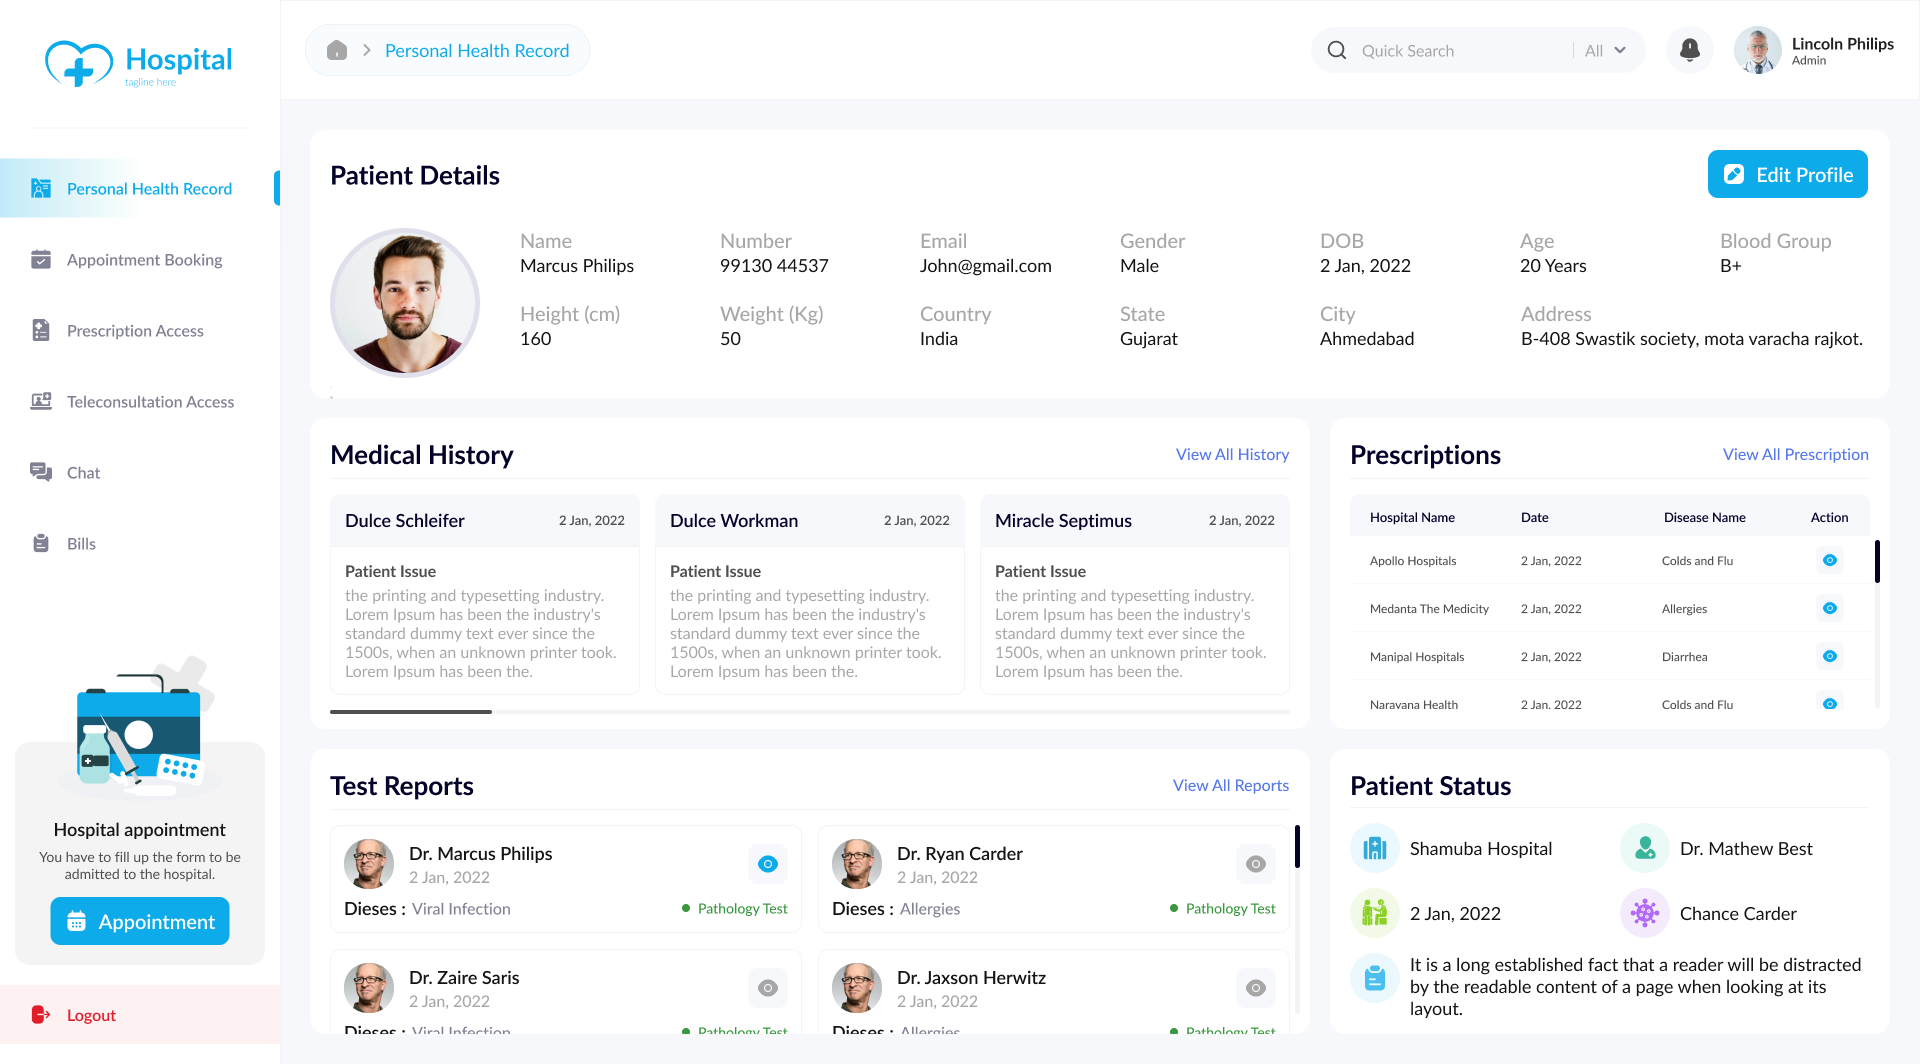 Hospital
tagline here
Personal Health Record
Appointment Booking
Prescription Access
Teleconsultation Access
Chat
Bills
Hospital appointment
You have to fill up the form to be
admitted to the hospital.
Appointment
Logout
Personal Health Record
Quick Search
All
Lincoln Philips
Admin
Patient Details
Edit Profile
Name
Marcus Philips
Number
99130 44537
Email
John@gmail.com
Gender
Male
DOB
2 Jan, 2022
Age
20 Years
Blood Group
B+
Height (cm)
160
Weight (Kg)
50
Country
India
State
Gujarat
City
Ahmedabad
Address
B-408 Swastik society, mota varacha rajkot.
Medical History
View All History
Dulce Schleifer
2 Jan, 2022
Patient Issue
the printing and typesetting industry.
Lorem Ipsum has been the industry's
standard dummy text ever since the
1500s, when an unknown printer took.
Lorem Ipsum has been the.
Dulce Workman
2 Jan, 2022
Patient Issue
the printing and typesetting industry.
Lorem Ipsum has been the industry's
standard dummy text ever since the
1500s, when an unknown printer took.
Lorem Ipsum has been the.
Miracle Septimus
2 Jan, 2022
Patient Issue
the printing and typesetting industry.
Lorem Ipsum has been the industry's
standard dummy text ever since the
1500s, when an unknown printer took.
Lorem Ipsum has been the.
Prescriptions
View All Prescription
Hospital Name Date Disease Name Action
Apollo Hospitals 2 Jan, 2022 Colds and Flu
Medanta The Medicity 2 Jan, 2022 Allergies
Manipal Hospitals 2 Jan, 2022 Diarrhea
Narayana Health 2 Jan, 2022 Colds and Flu
Test Reports
View All Reports
Dr. Marcus Philips
2 Jan, 2022
Dieses : Viral Infection
Pathology Test
Dr. Ryan Carder
2 Jan, 2022
Dieses : Allergies
Pathology Test
Dr. Zaire Saris
2 Jan, 2022
Dieses : Viral Infection
Pathology Test
Dr. Jaxson Herwitz
2 Jan, 2022
Dieses : Allergies
Pathology Test
Patient Status
Shamuba Hospital
Dr. Mathew Best
2 Jan, 2022
Chance Carder
It is a long established fact that a reader will be distracted
by the readable content of a page when looking at its
layout.